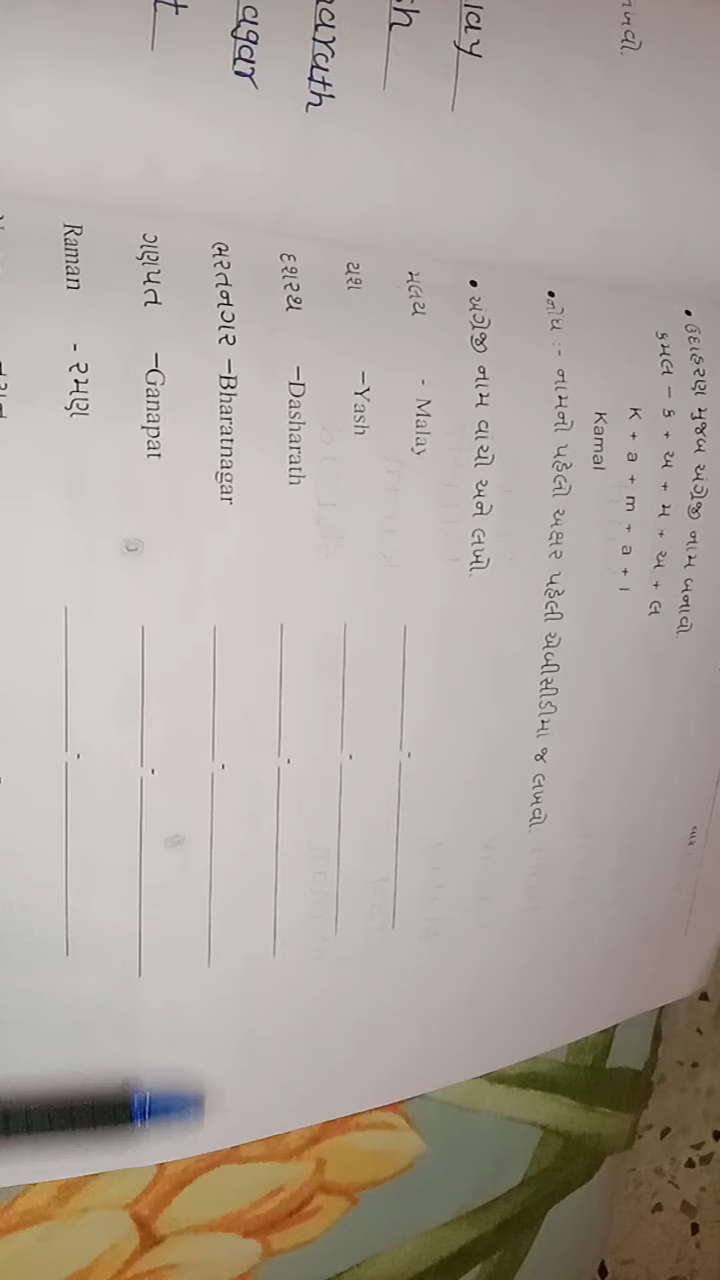 • ઉદાહરણ મુજબ અંગ્રેજી નામ બનાવો.
કમલ - ક + અ + મ + અ + લ
K + a + m + a + l
Kamal
• નોંધ :- નામનો પહેલો અક્ષર પહેલી એબીસીડીમાં જ લખવો.
• અંગ્રેજી નામ વાંચો અને લખો.
મલય - Malay
યશ -Yash
દશરથ -Dasharath
ભરતનગર -Bharatnagar
ગણપત -Ganapat
Raman - રમણ